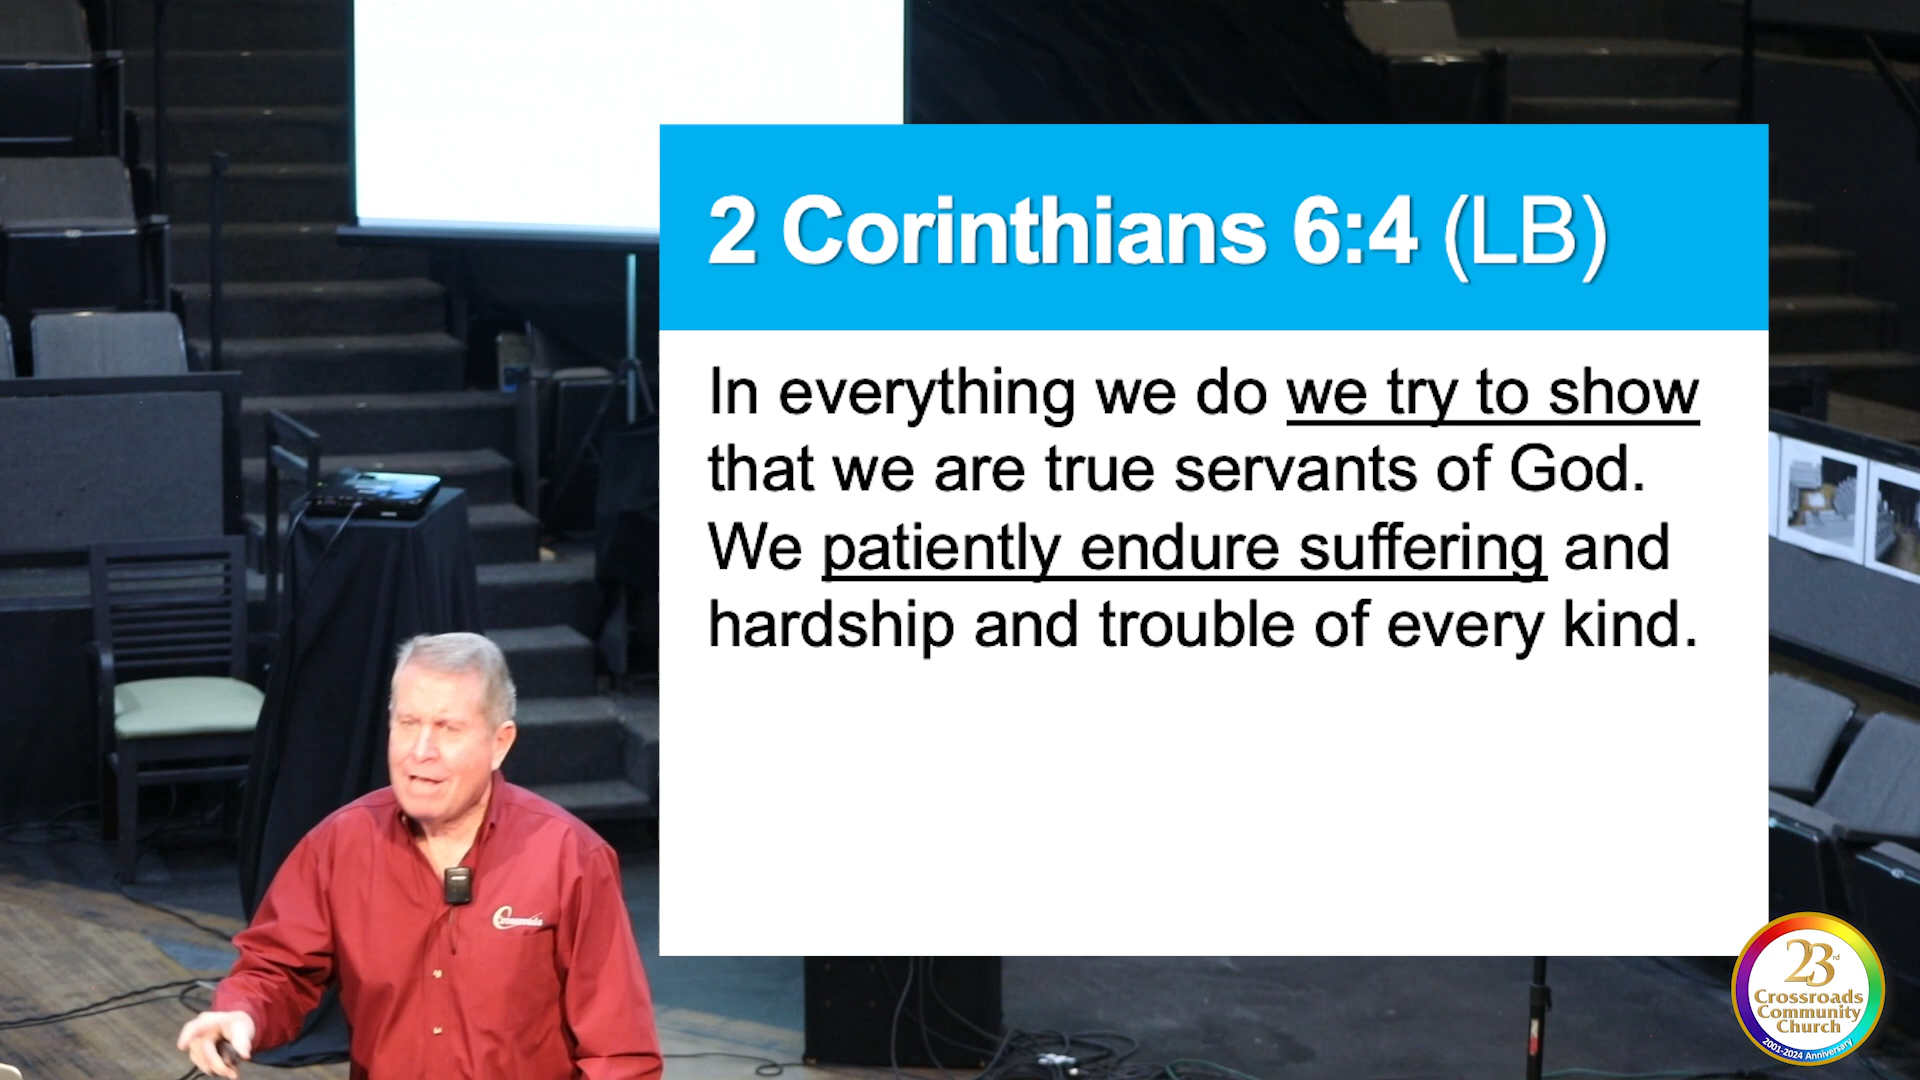 2 Corinthians 6:4 (LB)
In everything we do we try to show
that we are true servants of God.
We patiently endure suffering and
hardship and trouble of every kind.
Crossroads
23rd
Crossroads
Community
Church
2001-2024 Anniversary